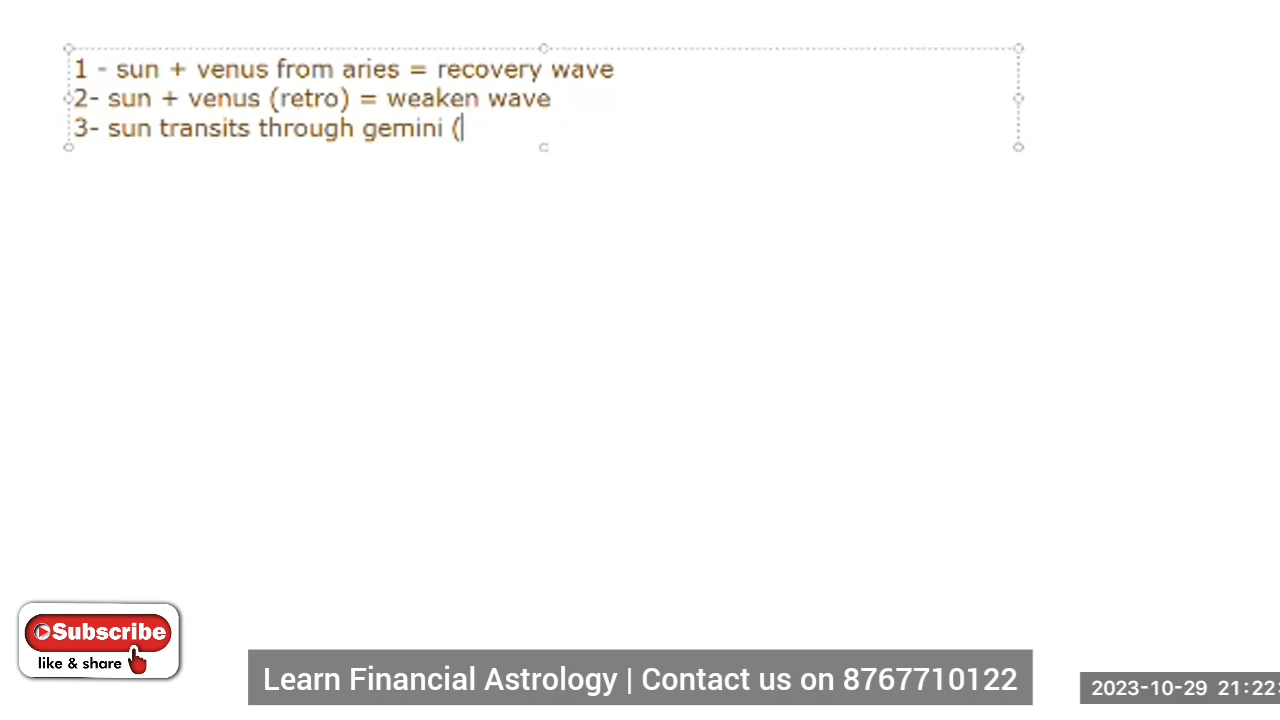 1 - sun + venus from aries = recovery wave
2- sun + venus (retro) = weaken wave
3- sun transits through gemini (
Subscribe
like & share
Learn Financial Astrology | Contact us on 8767710122
2023-10-29 21:22: